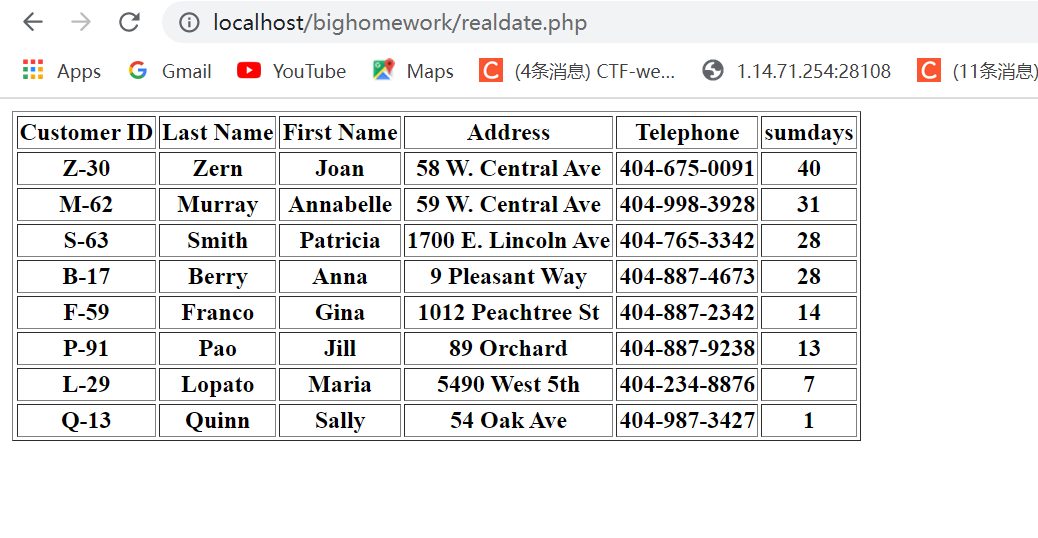 localhost/bighomework/realdate.php
Apps Gmail YouTube Maps C (4条消息) CTF-we... 1.14.71.254:28108 C (11条消息)
Customer ID Last Name First Name Address Telephone sumdays
Z-30 Zern Joan 58 W. Central Ave 404-675-0091 40
M-62 Murray Annabelle 59 W. Central Ave 404-998-3928 31
S-63 Smith Patricia 1700 E. Lincoln Ave 404-765-3342 28
B-17 Berry Anna 9 Pleasant Way 404-887-4673 28
F-59 Franco Gina 1012 Peachtree St 404-887-2342 14
P-91 Pao Jill 89 Orchard 404-887-9238 13
L-29 Lopato Maria 5490 West 5th 404-234-8876 7
Q-13 Quinn Sally 54 Oak Ave 404-987-3427 1